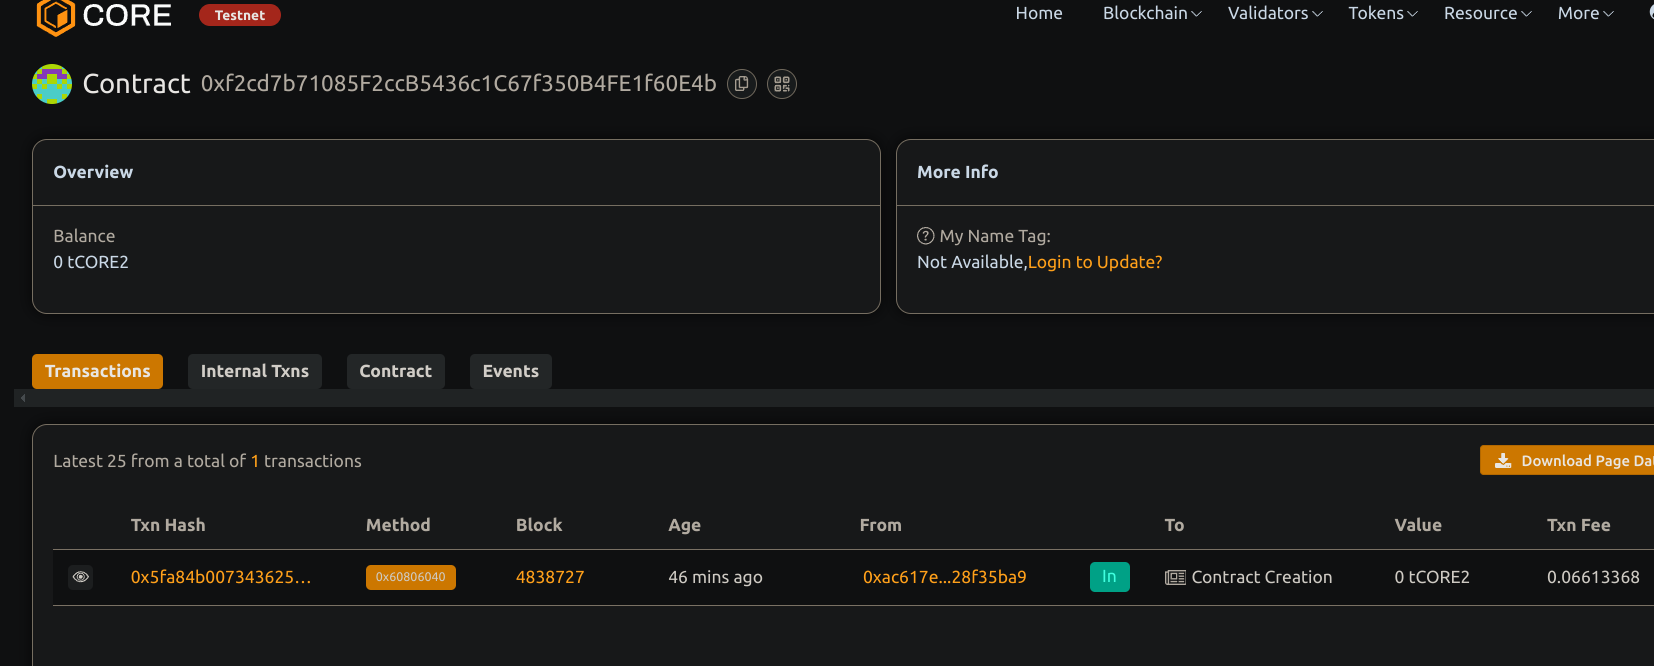 CORE Testnet Home Blockchain Validators Tokens Resource More
Contract 0xf2cd7b71085F2ccB5436c1C67f350B4FE1f60E4b
Overview
Balance
0 tCORE2
More Info
My Name Tag:
Not Available,Login to Update?
Transactions Internal Txns Contract Events
Latest 25 from a total of 1 transactions
Download Page Dat
Txn Hash Method Block Age From To Value Txn Fee
0x5fa84b007343625... 0x60806040 4838727 46 mins ago 0xac617e...28f35ba9 In Contract Creation 0 tCORE2 0.06613368